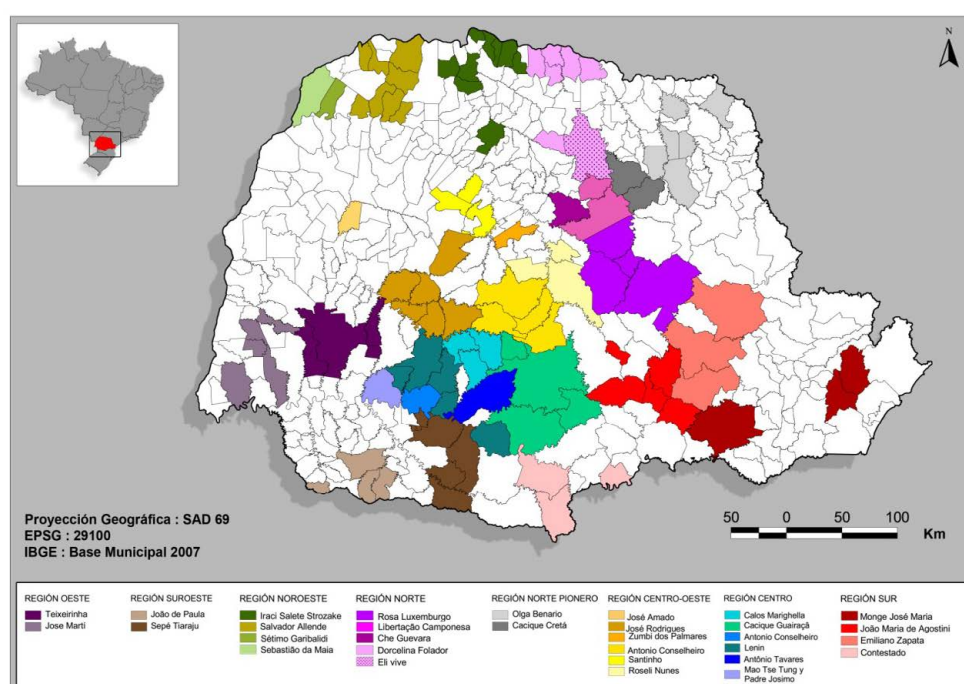 N
Proyección Geográfica : SAD 69
EPSG : 29100
IBGE : Base Municipal 2007
50 0 50 100
Km
REGIÓN OESTE
Teixeirinha
Jose Martí
REGIÓN SUROESTE
João de Paula
Sepé Tiaraju
REGIÓN NOROESTE
Iraci Salete Strozake
Salvador Allende
Sétimo Garibalidi
Sebastião da Maia
REGIÓN NORTE
Rosa Luxemburgo
Libertação Camponesa
Che Guevara
Dorcelina Folador
Eli vive
REGIÓN NORTE PIONERO
Olga Benario
Cacique Cretá
REGIÓN CENTRO-OESTE
José Amado
José Rodrigues
Zumbi dos Palmares
Antonio Conselheiro
Santinho
Roseli Nunes
REGIÓN CENTRO
Calos Marighella
Cacique Guairaçã
Antonio Conselheiro
Lenin
Antônio Tavares
Mao Tse Tung y
Padre Josimo
REGIÓN SUR
Monge José Maria
João Maria de Agostini
Emiliano Zapata
Contestado